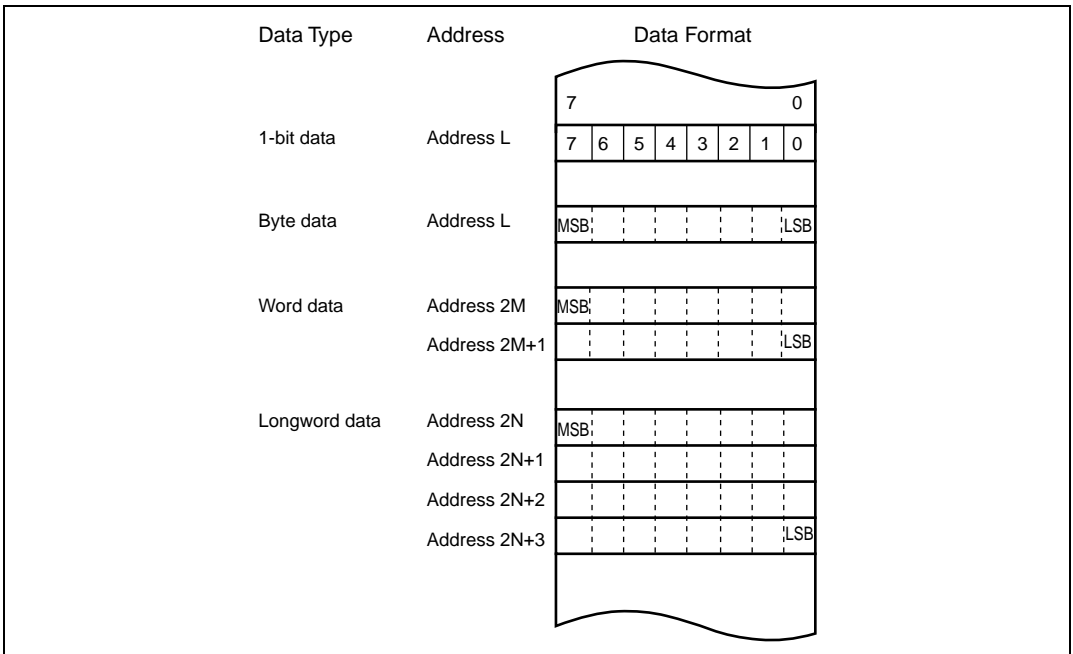 Data Type Address Data Format
7 0
1-bit data Address L 7 6 5 4 3 2 1 0
Byte data Address L MSB LSB
Word data Address 2M MSB
Address 2M+1 LSB
Longword data Address 2N MSB
Address 2N+1
Address 2N+2
Address 2N+3 LSB